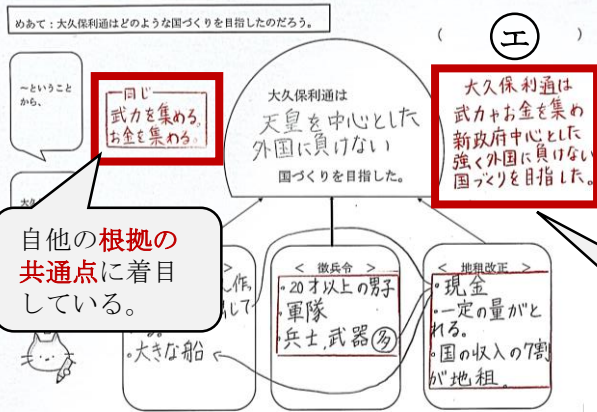 めあて：大久保利通はどのような国づくりを目指したのだろう。
（　エ　）
～ということ
から、
同じ
武力を集める。
お金を集める。
大久保利通は
天皇を中心とした
外国に負けない
国づくりを目指した。
大久保利通は
武力やお金を集め
新政府中心とした
強く外国に負けない
国づくりを目指した。
自他の根拠の
共通点に着目
している。
・大きな船
＜ 徴兵令 ＞
・20才以上の男子
・軍隊
・兵士、武器 多
＜ 地租改正 ＞
・現金
・一定の量がと
れる。
・国の収入の7割
が地租。